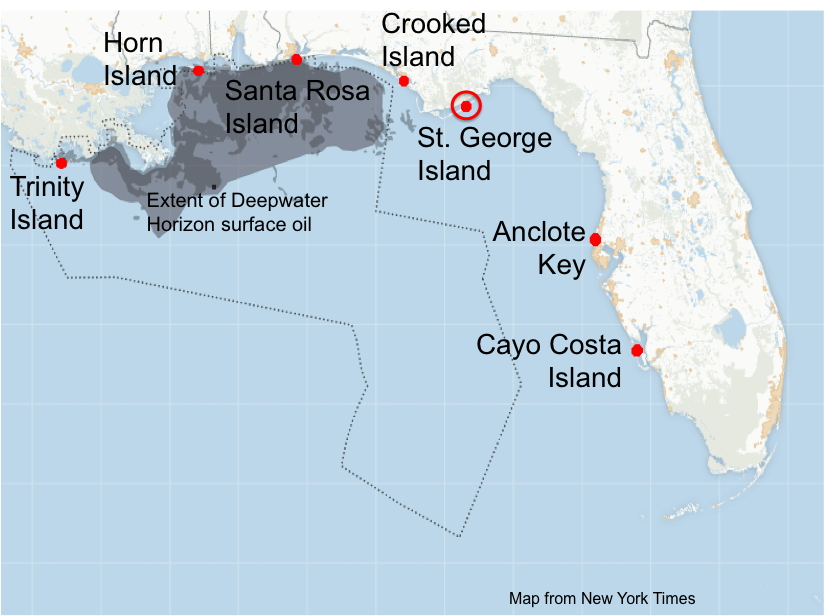 Crooked
Island
Horn
Island
Santa Rosa
Island
St. George
Island
Trinity
Island
Extent of Deepwater
Horizon surface oil
Anclote
Key
Cayo Costa
Island
Map from New York Times